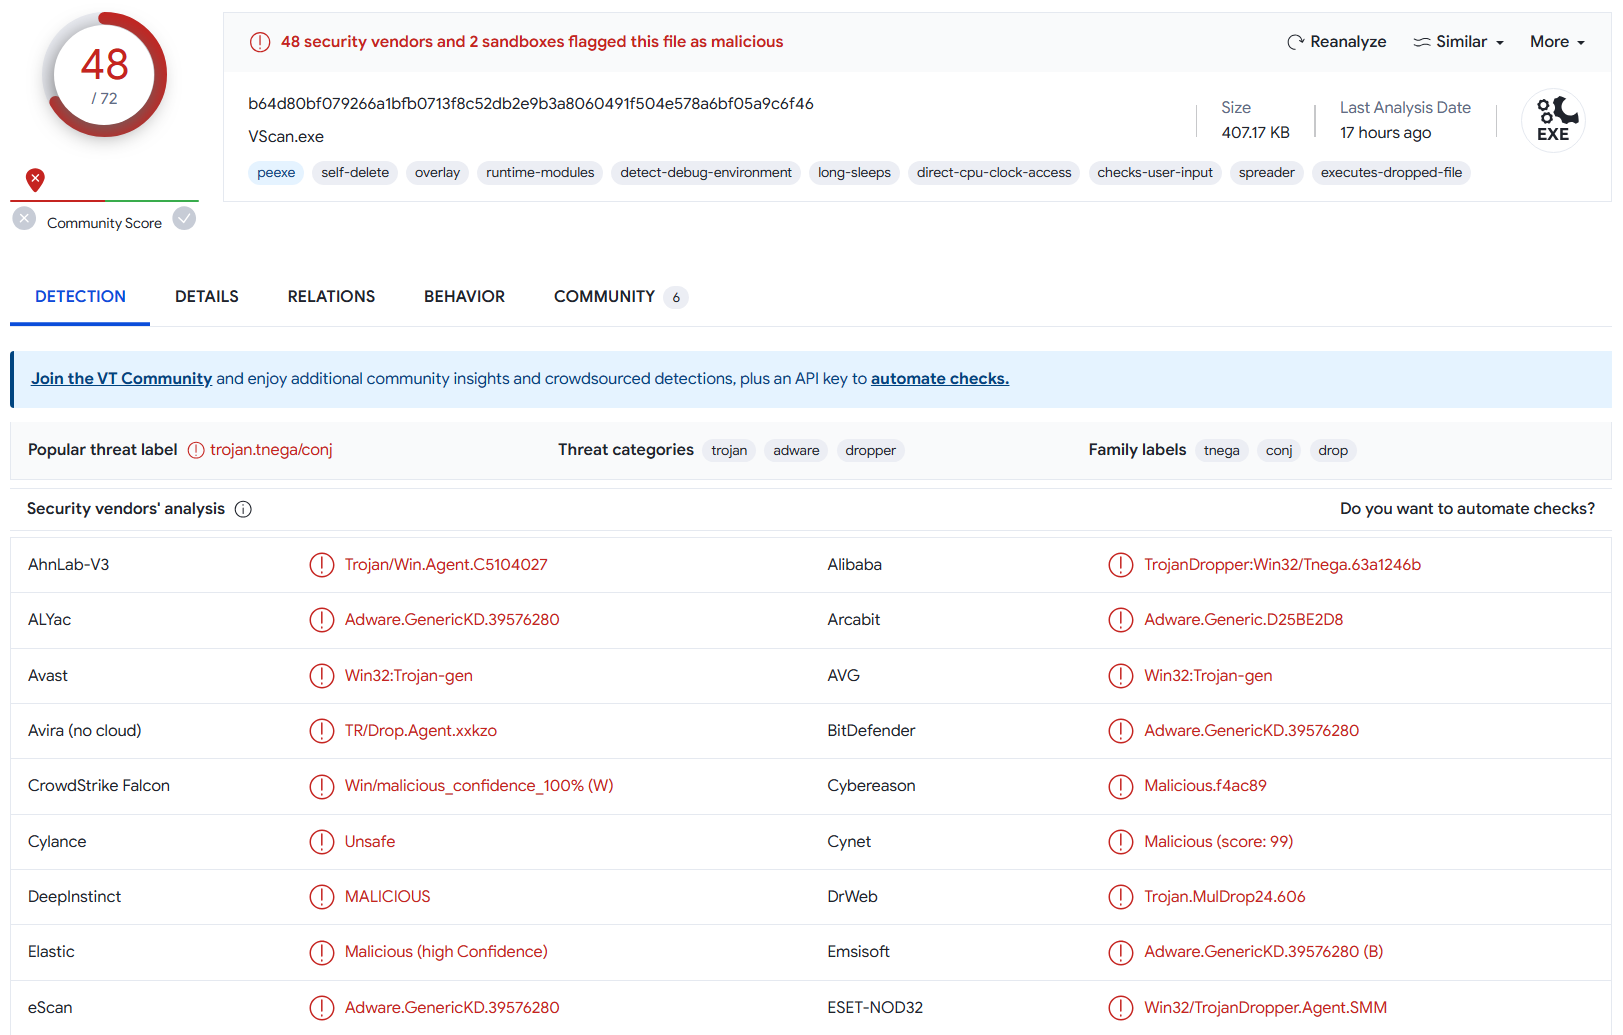 48
/ 72
Community Score
48 security vendors and 2 sandboxes flagged this file as malicious
Reanalyze Similar More
b64d80bf079266a1bfb0713f8c52db2e9b3a8060491f504e578a6bf05a9c6f46
VScan.exe
Size
407.17 KB
Last Analysis Date
17 hours ago
EXE
peexe self-delete overlay runtime-modules detect-debug-environment long-sleeps direct-cpu-clock-access checks-user-input spreader executes-dropped-file
DETECTION DETAILS RELATIONS BEHAVIOR COMMUNITY 6
Join the VT Community and enjoy additional community insights and crowdsourced detections, plus an API key to automate checks.
Popular threat label trojan.tnega/conj Threat categories trojan adware dropper Family labels tnega conj drop
Security vendors' analysis Do you want to automate checks?
AhnLab-V3 Trojan/Win.Agent.C5104027 Alibaba TrojanDropper:Win32/Tnega.63a1246b
ALYac Adware.GenericKD.39576280 Arcabit Adware.Generic.D25BE2D8
Avast Win32:Trojan-gen AVG Win32:Trojan-gen
Avira (no cloud) TR/Drop.Agent.xxkzo BitDefender Adware.GenericKD.39576280
CrowdStrike Falcon Win/malicious_confidence_100% (W) Cybereason Malicious.f4ac89
Cylance Unsafe Cynet Malicious (score: 99)
DeepInstinct MALICIOUS DrWeb Trojan.MulDrop24.606
Elastic Malicious (high Confidence) Emsisoft Adware.GenericKD.39576280 (B)
eScan Adware.GenericKD.39576280 ESET-NOD32 Win32/TrojanDropper.Agent.SMM